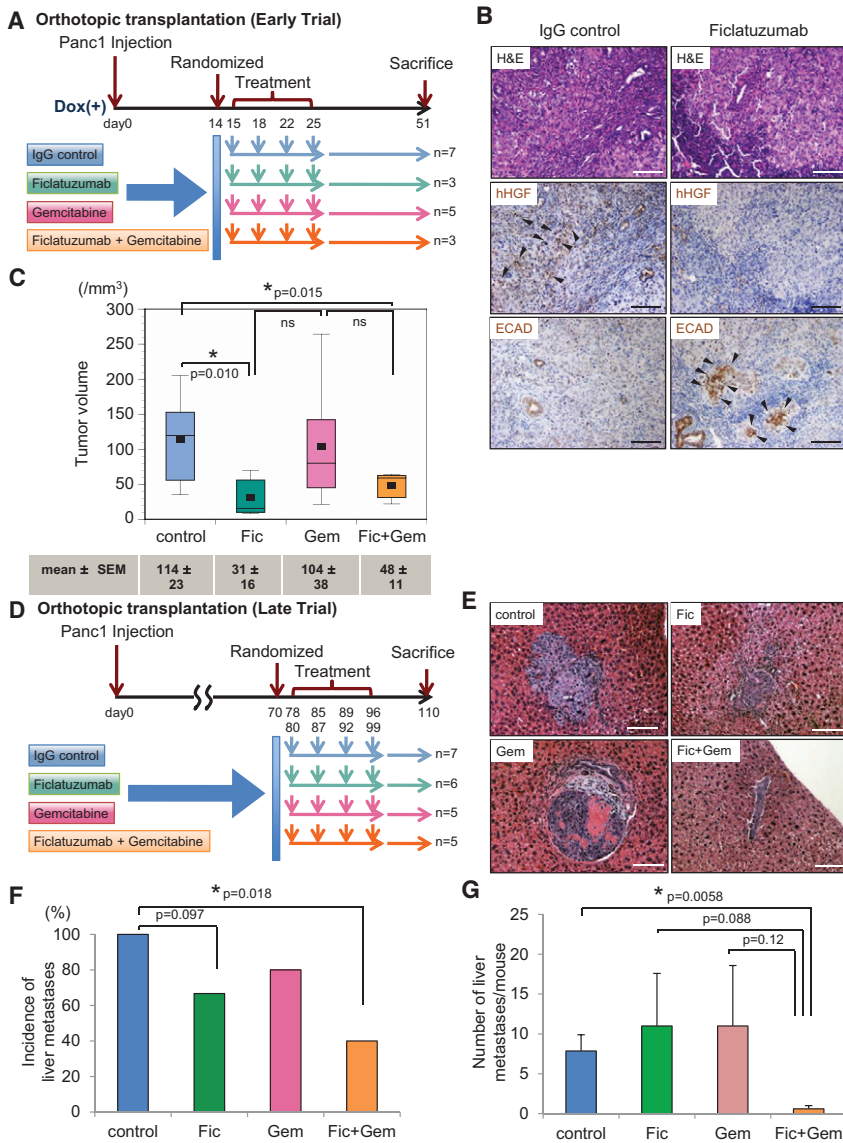 A Orthotopic transplantation (Early Trial)
Panc1 Injection
Randomized
Sacrifice
Treatment
Dox(+)
day0
14 15 18 22 25
51
IgG control
n=7
Ficlatuzumab
n=3
Gemcitabine
n=5
Ficlatuzumab + Gemcitabine
n=3
B
IgG control
Ficlatuzumab
H&E
H&E
hHGF
hHGF
ECAD
ECAD
C
(/mm³)
* p=0.015
ns
ns
*
p=0.010
300
250
200
150
100
50
0
Tumor volume
control Fic Gem Fic+Gem
mean ± SEM
114 ± 23
31 ± 16
104 ± 38
48 ± 11
D Orthotopic transplantation (Late Trial)
Panc1 Injection
Randomized
Sacrifice
Treatment
day0
70 78 85 89 96
110
80 87 92 99
IgG control
n=7
Ficlatuzumab
n=6
Gemcitabine
n=5
Ficlatuzumab + Gemcitabine
n=5
E
control
Fic
Gem
Fic+Gem
F
(%)
* p=0.018
p=0.097
100
80
60
40
20
0
Incidence of
liver metastases
control Fic Gem Fic+Gem
G
* p=0.0058
p=0.088
p=0.12
25
20
15
10
5
0
Number of liver
metastases/mouse
control Fic Gem Fic+Gem